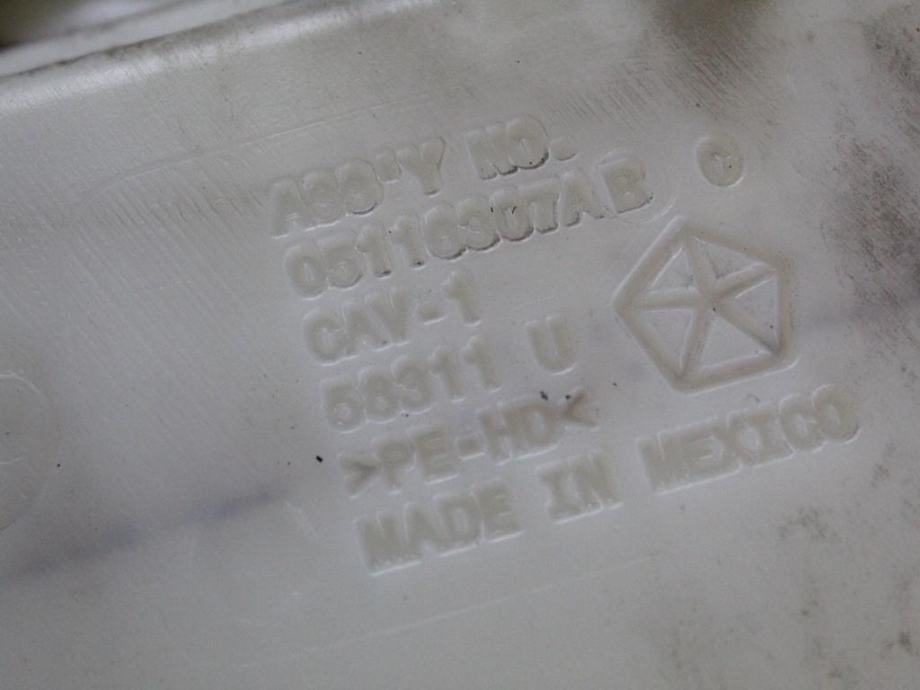 ASS'Y NO. ©
05116307AB
CAV-1
58311 U
>PE-HD<
MADE IN MEXICO